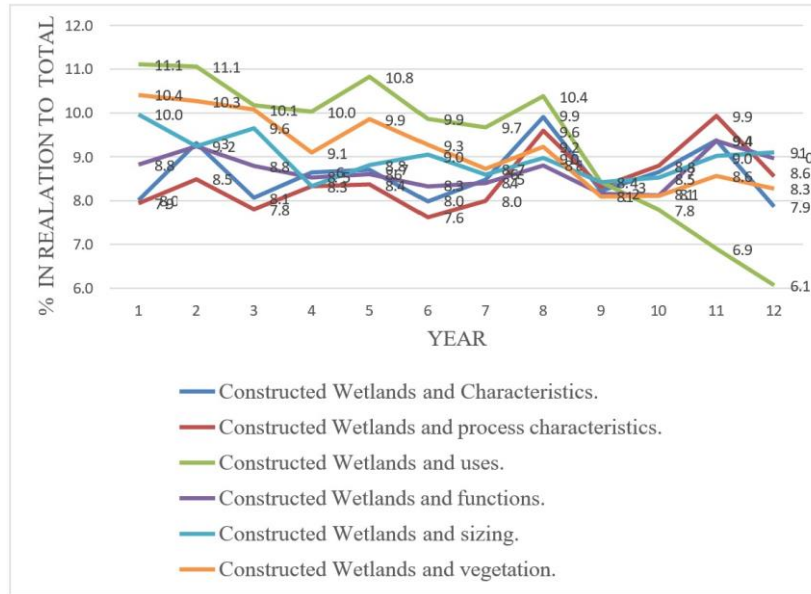 % IN REALATION TO TOTAL
12.0
11.0
10.0
9.0
8.0
7.0
6.0
11.1 11.1 10.1 10.0 10.8 9.9 9.7 10.4 7.8 6.9 6.1
10.4 10.3 9.1 9.9 9.3 9.2 8.3
10.0 9.6 8.8 9.0 9.0
8.8 8.8 8.3 8.8
8.1 8.0 9.9 7.9
7.9 8.5 7.8 8.3 8.4 7.6 8.0 9.6 9.9 8.6
1 2 3 4 5 6 7 8 9 10 11 12
YEAR
Constructed Wetlands and Characteristics.
Constructed Wetlands and process characteristics.
Constructed Wetlands and uses.
Constructed Wetlands and functions.
Constructed Wetlands and sizing.
Constructed Wetlands and vegetation.